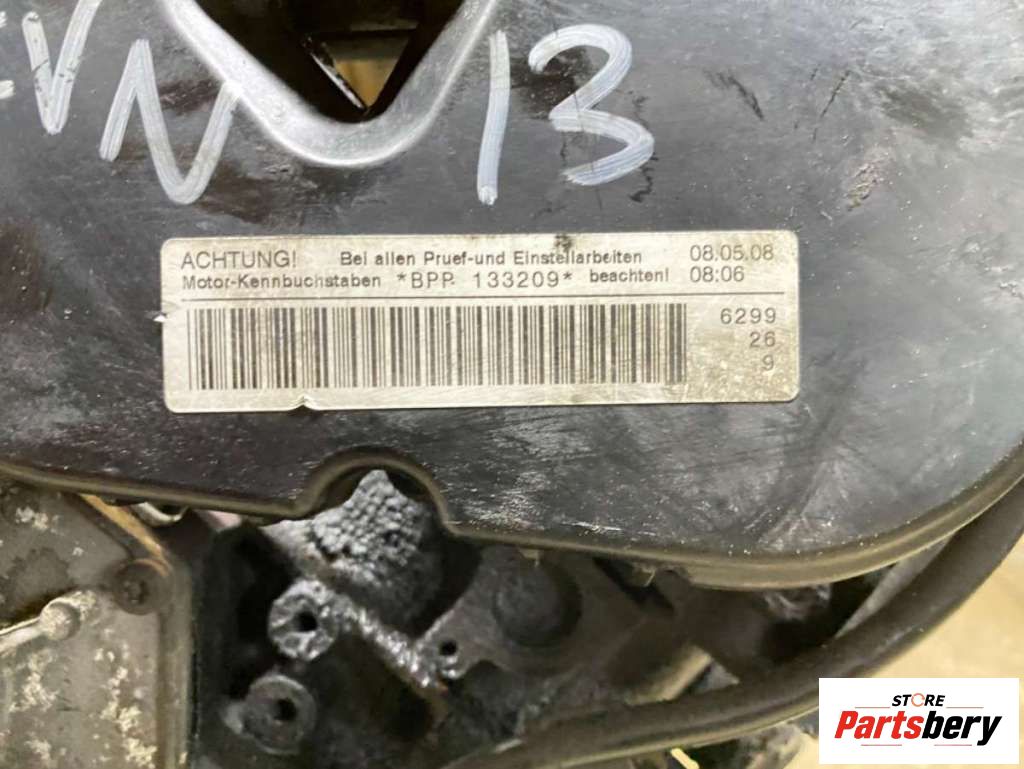 VN 13
ACHTUNG! Bei allen Pruef-und Einstellarbeiten 08.05.08
Motor-Kennbuchstaben *BPP 133209* beachten! 08:06
6299
26
9
STORE
Partsbery